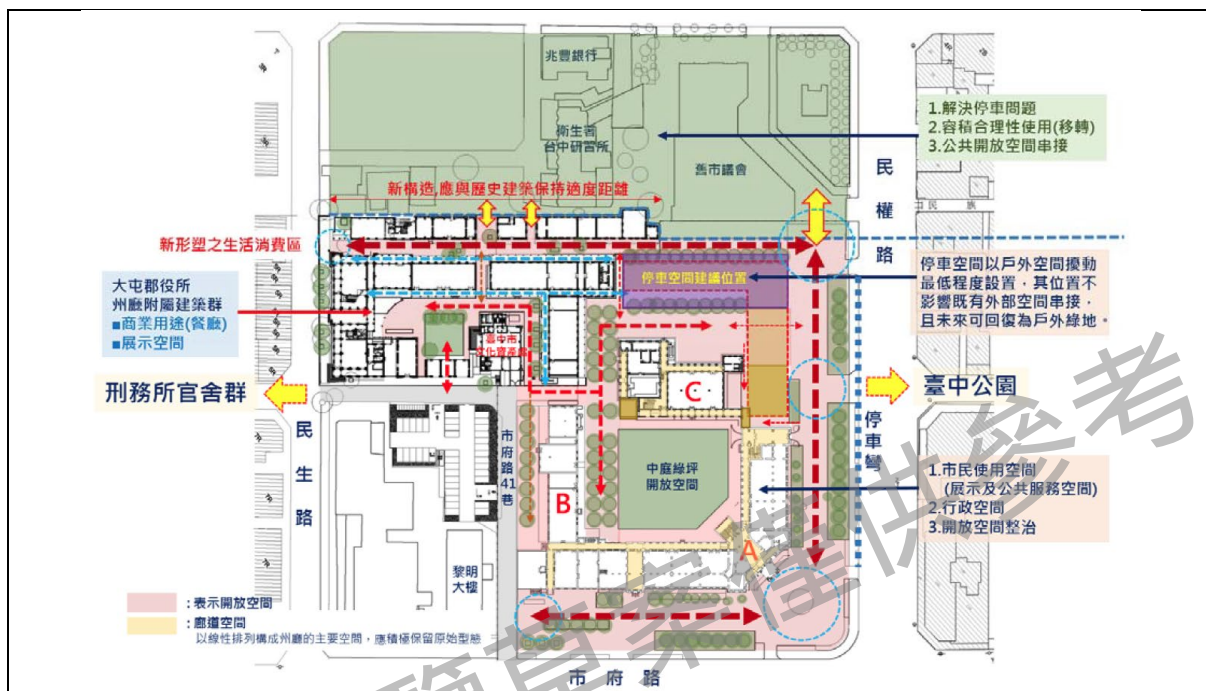 兆豐銀行
衛生署
台中研習所
舊市議會
1.解決停車問題
2.容積合理性使用(移轉)
3.公共開放空間串接
民權路
民族
新構造,應與歷史建築保持適度距離
新形塑之生活消費區
大屯郡役所
州廳附屬建築群
■商業用途(餐廳)
■展示空間
停車空間建議位置
停車空間以戶外空間擾動
最低程度設置，其位置不
影響既有外部空間串接，
且未來可回復為戶外綠地。
臺中市
文化資產處
刑務所官舍群
C
臺中公園
民生路
市府路41巷
停車彎
中庭綠坪
開放空間
B
1.市民使用空間
(展示及公共服務空間)
2.行政空間
3.開放空間整治
A
黎明
大樓
:表示開放空間
:廊道空間
以線性排列構成州廳的主要空間，應積極保留原始型態
市府路
草案僅供參考